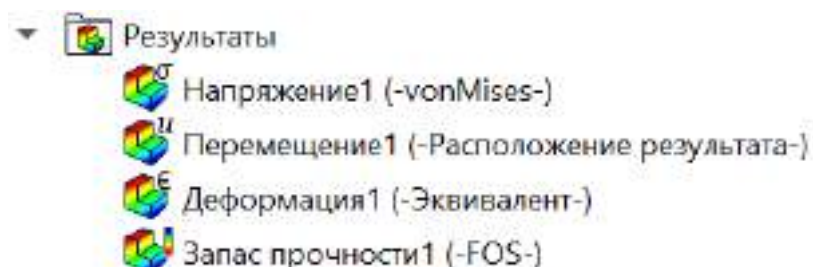 Результаты
σ
Напряжение1 (-vonMises-)
u
Перемещение1 (-Расположение результата-)
ϵ
Деформация1 (-Эквивалент-)
Запас прочности1 (-FOS-)